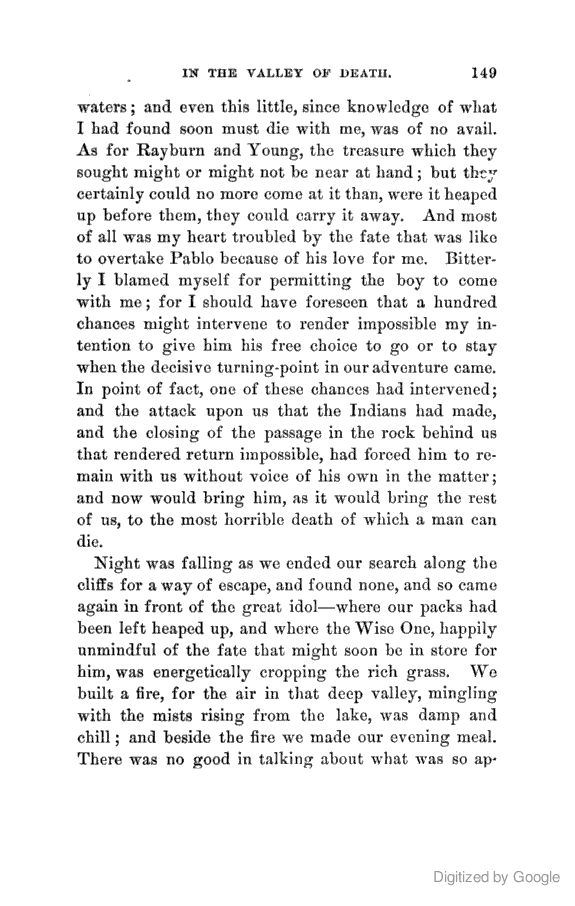 IN THE VALLEY OF DEATH. 149
waters; and even this little, since knowledge of what
I had found soon must die with me, was of no avail.
As for Rayburn and Young, the treasure which they
sought might or might not be near at hand; but they
certainly could no more come at it than, were it heaped
up before them, they could carry it away. And most
of all was my heart troubled by the fate that was like
to overtake Pablo because of his love for me. Bitter-
ly I blamed myself for permitting the boy to come
with me; for I should have foreseen that a hundred
chances might intervene to render impossible my in-
tention to give him his free choice to go or to stay
when the decisive turning-point in our adventure came.
In point of fact, one of these chances had intervened;
and the attack upon us that the Indians had made,
and the closing of the passage in the rock behind us
that rendered return impossible, had forced him to re-
main with us without voice of his own in the matter;
and now would bring him, as it would bring the rest
of us, to the most horrible death of which a man can
die.
Night was falling as we ended our search along the
cliffs for a way of escape, and found none, and so came
again in front of the great idol—where our packs had
been left heaped up, and where the Wise One, happily
unmindful of the fate that might soon be in store for
him, was energetically cropping the rich grass. We
built a fire, for the air in that deep valley, mingling
with the mists rising from the lake, was damp and
chill; and beside the fire we made our evening meal.
There was no good in talking about what was so ap-
Digitized by Google